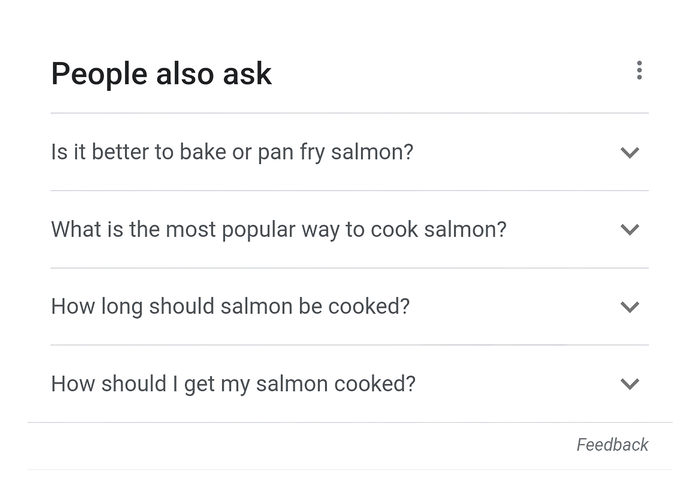 People also ask
Is it better to bake or pan fry salmon?
What is the most popular way to cook salmon?
How long should salmon be cooked?
How should I get my salmon cooked?
Feedback